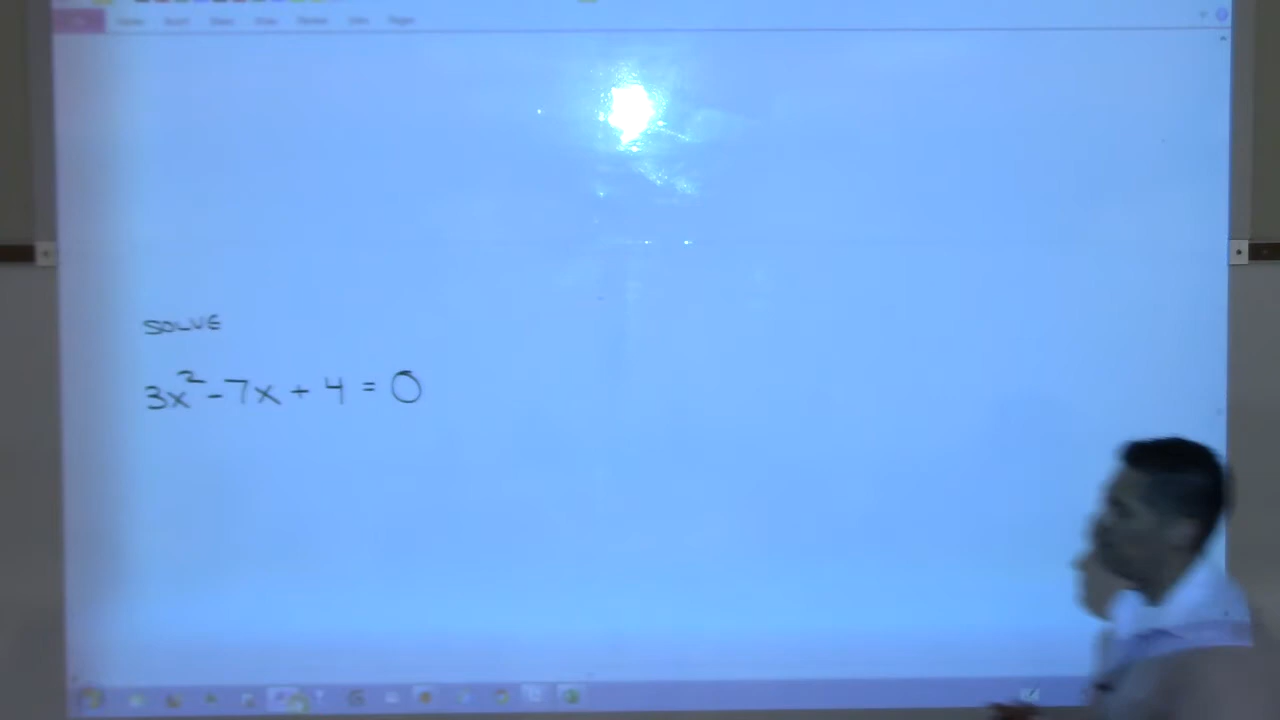 SOLVE
3x² - 7x + 4 = 0